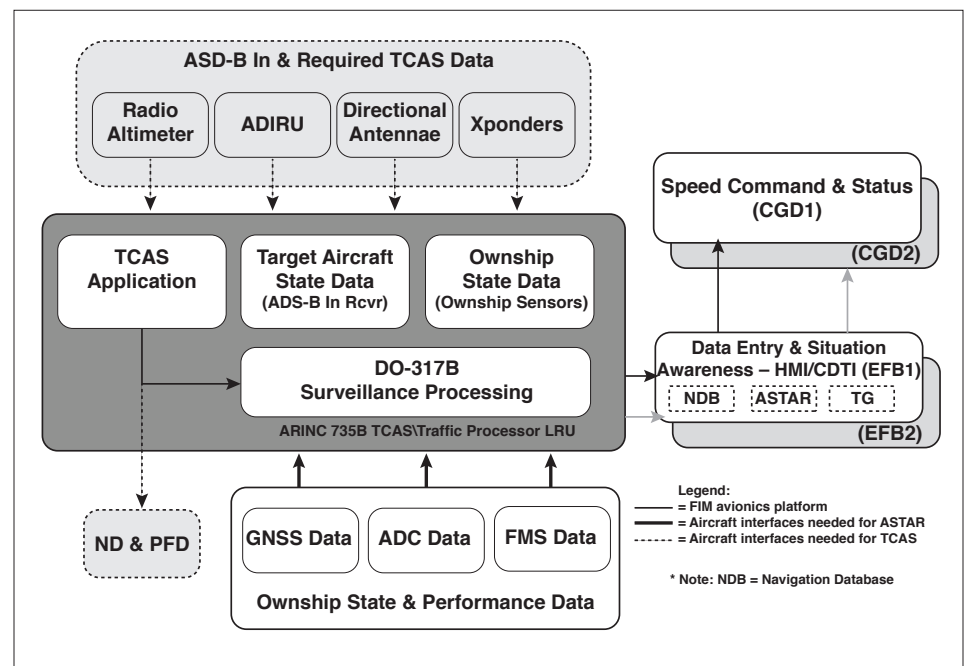 ASD-B In & Required TCAS Data
Radio
Altimeter
ADIRU
Directional
Antennae
Xponders
Speed Command & Status
(CGD1)
(CGD2)
TCAS
Application
Target Aircraft
State Data
(ADS-B In Rcvr)
Ownship
State Data
(Ownship Sensors)
DO-317B
Surveillance Processing
ARINC 735B TCAS\Traffic Processor LRU
Data Entry & Situation
Awareness – HMI/CDTI (EFB1)
NDB
ASTAR
TG
(EFB2)
ND & PFD
GNSS Data
ADC Data
FMS Data
Ownship State & Performance Data
Legend:
= FIM avionics platform
= Aircraft interfaces needed for ASTAR
= Aircraft interfaces needed for TCAS
* Note: NDB = Navigation Database